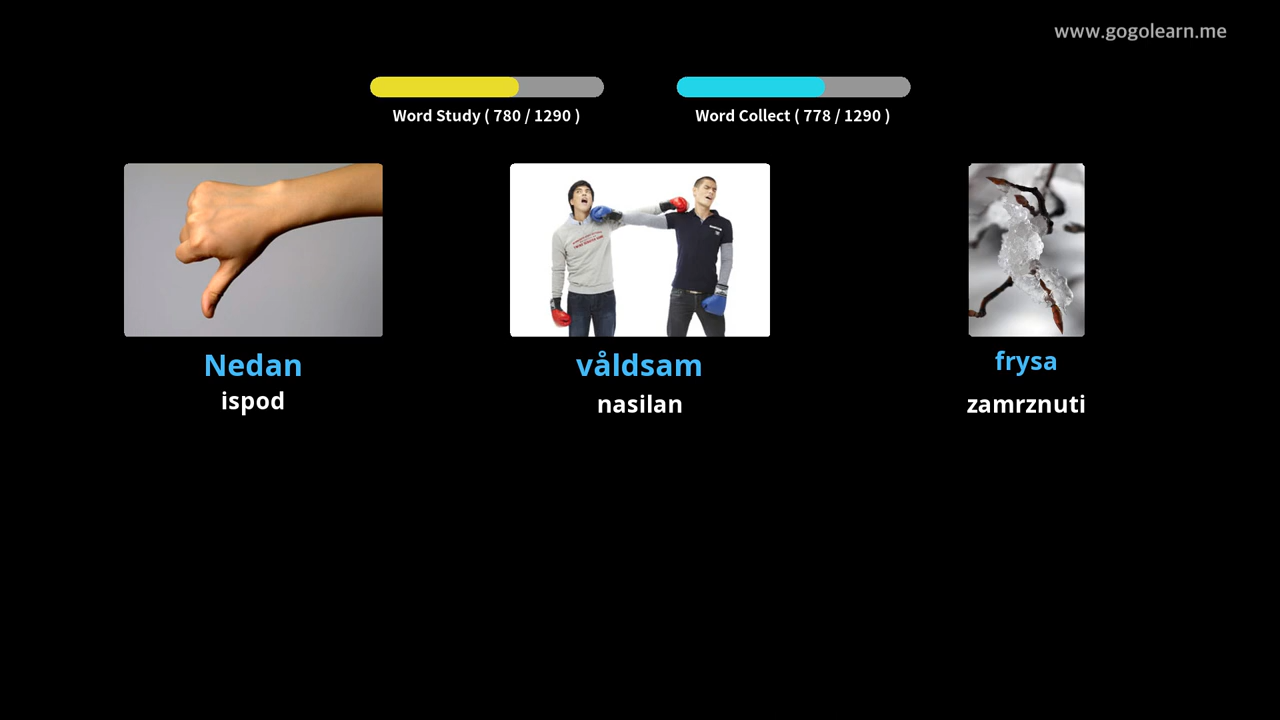 www.gogolearn.me
Word Study ( 780 / 1290 )
Word Collect ( 778 / 1290 )
Nedan
ispod
våldsam
nasilan
frysa
zamrznuti